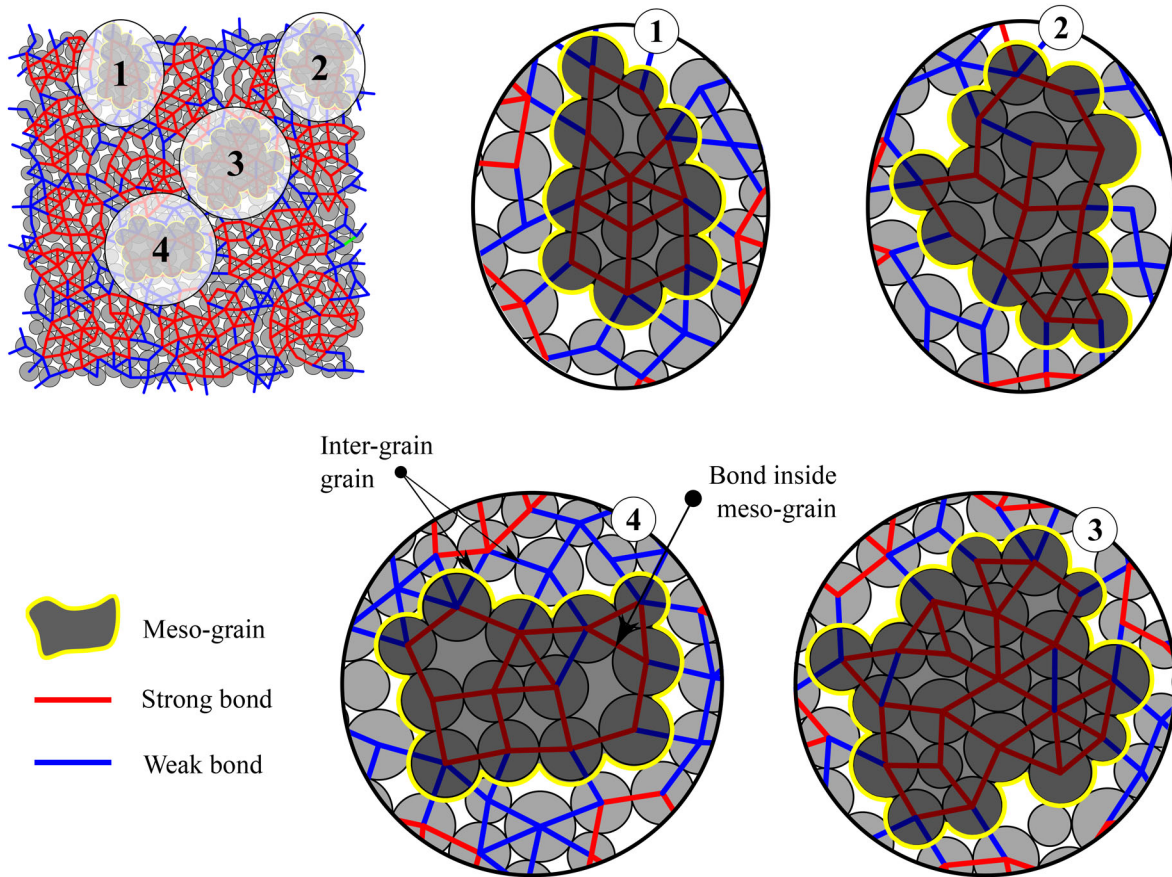 1
2
3
4
1
2
Inter-grain
grain
Bond inside
meso-grain
4
3
Meso-grain
Strong bond
Weak bond